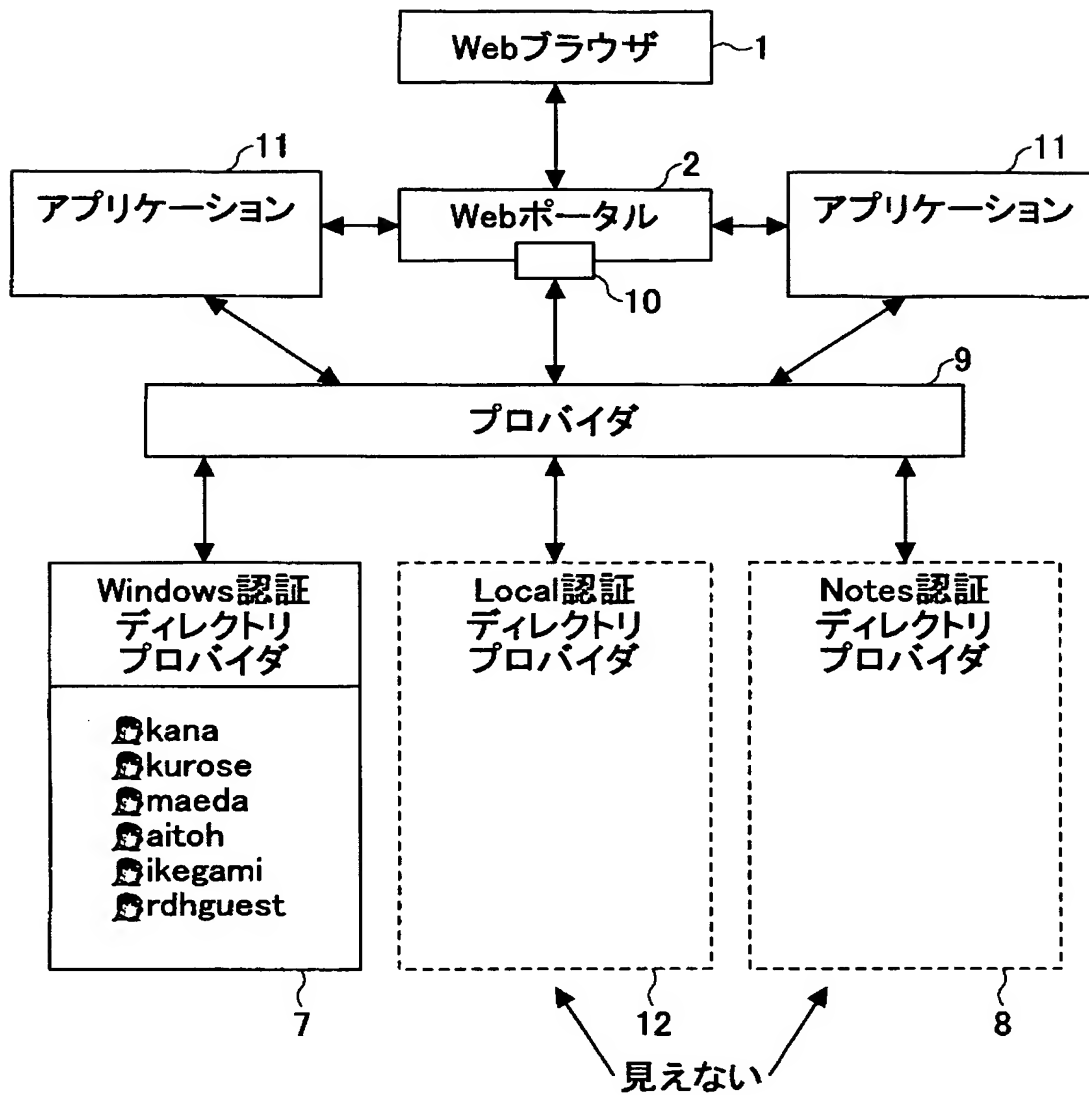 Webブラウザ
1
11
アプリケーション
2
Webポータル
10
11
アプリケーション
9
プロバイダ
Windows認証
ディレクトリ
プロバイダ
kana
kurose
maeda
aitoh
ikegami
rdhguest
7
Local認証
ディレクトリ
プロバイダ
12
Notes認証
ディレクトリ
プロバイダ
8
見えない